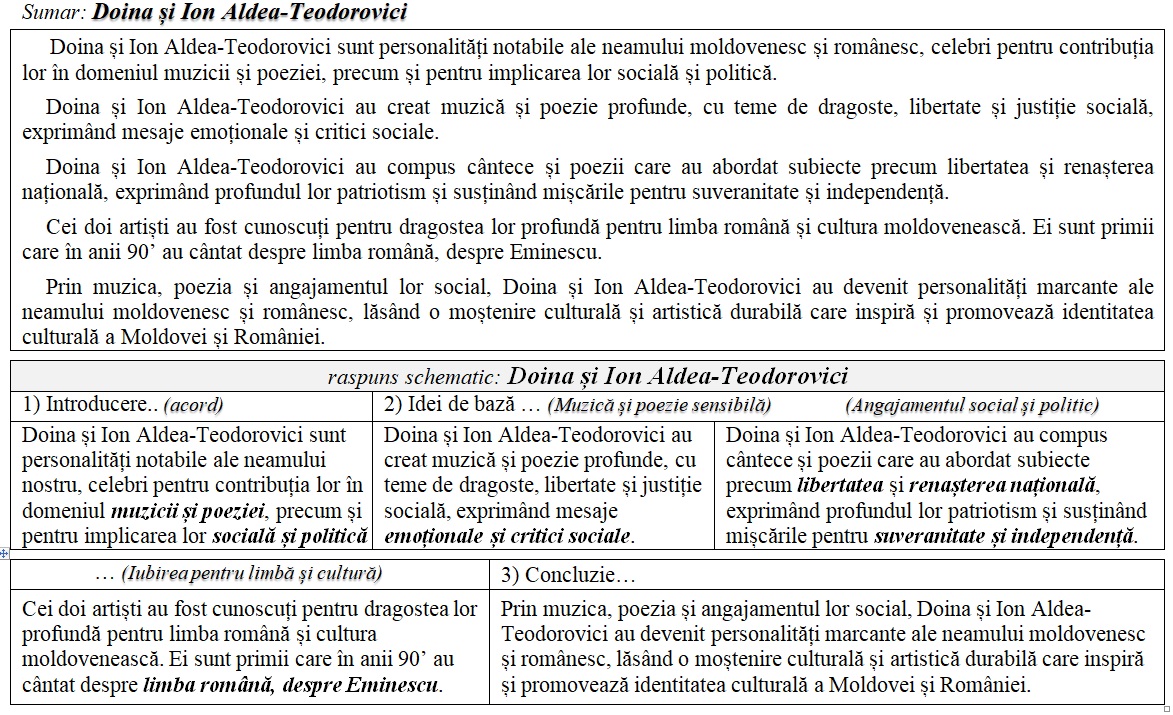 Sumar: Doina și Ion Aldea-Teodorovici
Doina și Ion Aldea-Teodorovici sunt personalități notabile ale neamului moldovenesc și românesc, celebri pentru contribuția
lor în domeniul muzicii și poeziei, precum și pentru implicarea lor socială și politică.
Doina și Ion Aldea-Teodorovici au creat muzică și poezie profunde, cu teme de dragoste, libertate și justiție socială,
exprimând mesaje emoționale și critici sociale.
Doina și Ion Aldea-Teodorovici au compus cântece și poezii care au abordat subiecte precum libertatea și renașterea
națională, exprimând profundul lor patriotism și susținând mișcările pentru suveranitate și independență.
Cei doi artiști au fost cunoscuți pentru dragostea lor profundă pentru limba română și cultura moldovenească. Ei sunt primii
care în anii 90’ au cântat despre limba română, despre Eminescu.
Prin muzica, poezia și angajamentul lor social, Doina și Ion Aldea-Teodorovici au devenit personalități marcante ale
neamului moldovenesc și românesc, lăsând o moștenire culturală și artistică durabilă care inspiră și promovează identitatea
culturală a Moldovei și României.
raspuns schematic: Doina și Ion Aldea-Teodorovici
1) Introducere.. (acord)
2) Idei de bază … (Muzică și poezie sensibilă) (Angajamentul social și politic)
Doina și Ion Aldea-Teodorovici sunt
personalități notabile ale neamului
nostru, celebri pentru contribuția lor în
domeniul muzicii și poeziei, precum și
pentru implicarea lor socială și politică
Doina și Ion Aldea-Teodorovici au
creat muzică și poezie profunde, cu
teme de dragoste, libertate și justiție
socială, exprimând mesaje
emoționale și critici sociale.
Doina și Ion Aldea-Teodorovici au compus
cântece și poezii care au abordat subiecte
precum libertatea și renașterea națională,
exprimând profundul lor patriotism și susținând
mișcările pentru suveranitate și independență.
… (Iubirea pentru limbă și cultură)
3) Concluzie…
Cei doi artiști au fost cunoscuți pentru dragostea lor
profundă pentru limba română și cultura
moldovenească. Ei sunt primii care în anii 90’ au
cântat despre limba română, despre Eminescu.
Prin muzica, poezia și angajamentul lor social, Doina și Ion Aldea-
Teodorovici au devenit personalități marcante ale neamului moldovenesc
și românesc, lăsând o moștenire culturală și artistică durabilă care inspiră
și promovează identitatea culturală a Moldovei și României.